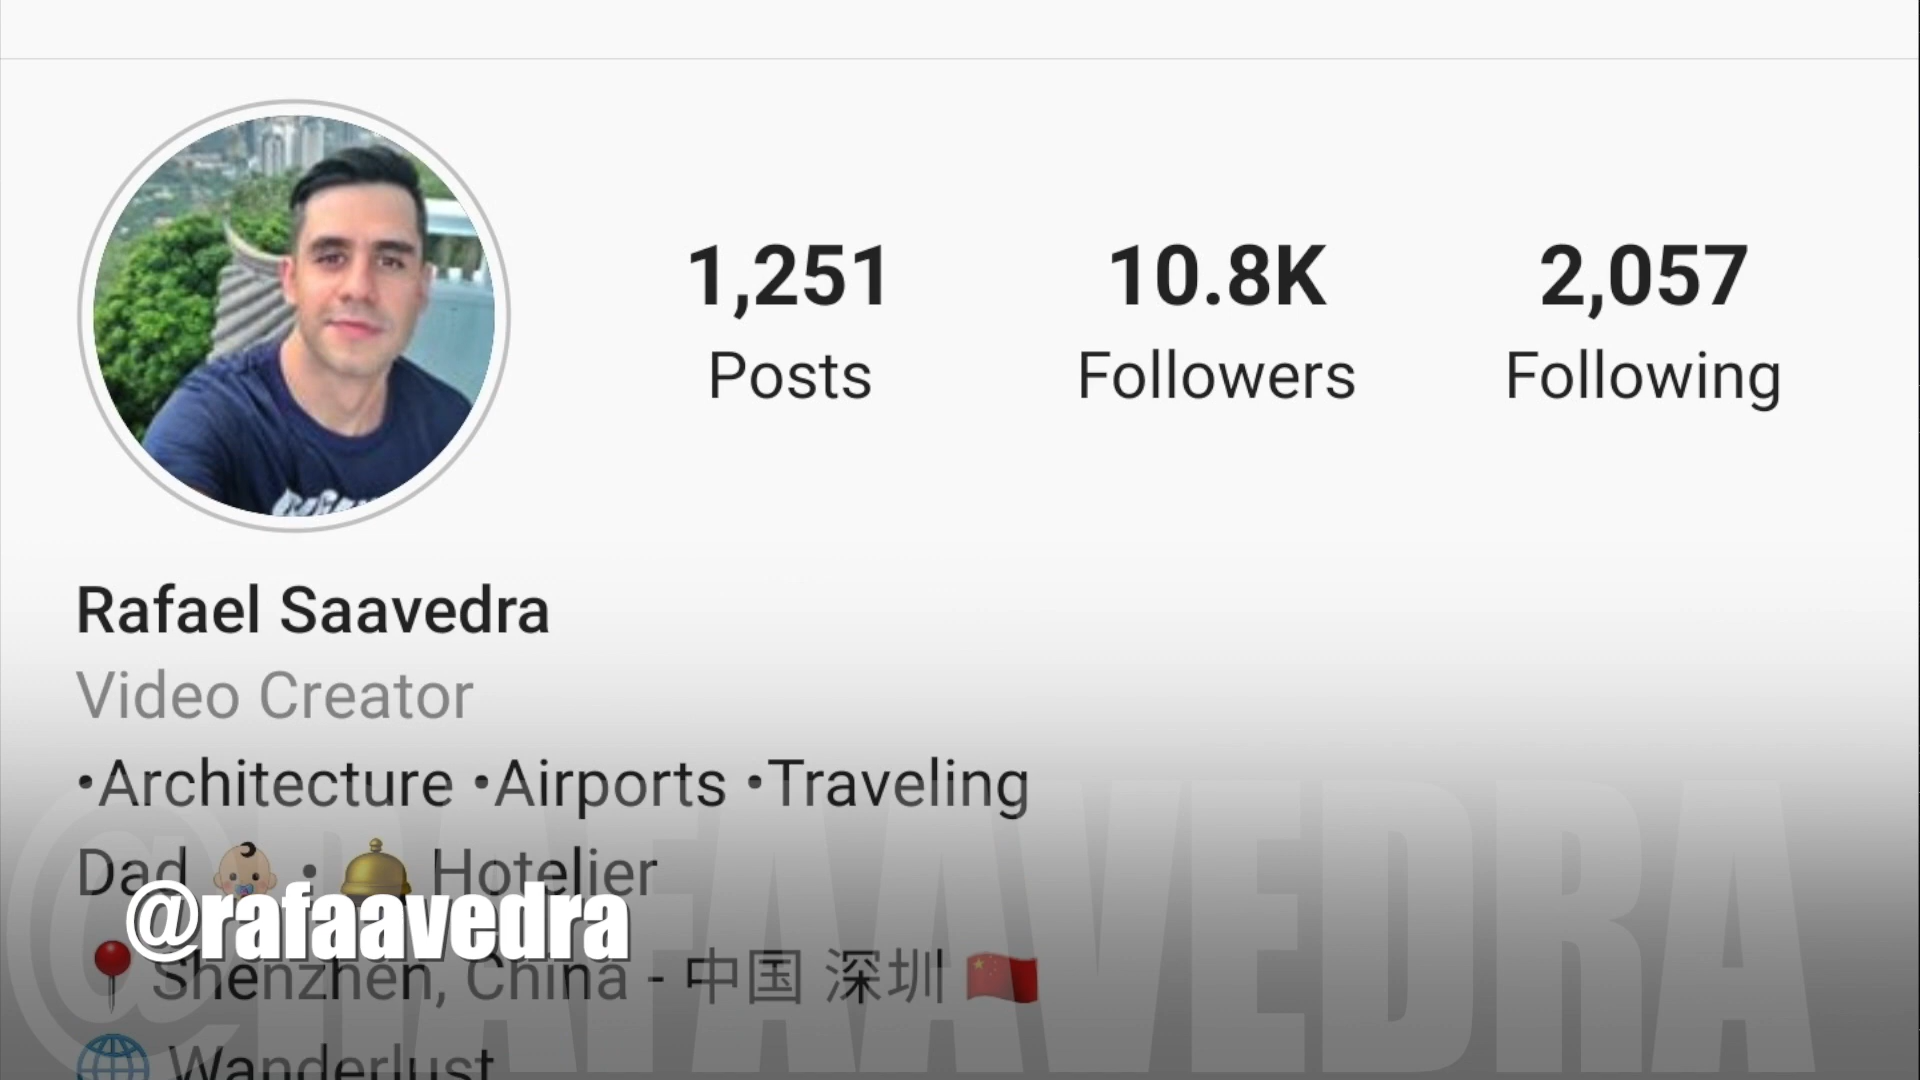 1,251 10.8K 2,057
Posts Followers Following
Rafael Saavedra
Video Creator
•Architecture •Airports •Traveling
Dad 👶🏻 • 🛎️ Hotelier
@rafaavedra
📍 Shenzhen, China - 中国 深圳 🇨🇳
🌐 Wanderlust
@RAFAAVEDRA